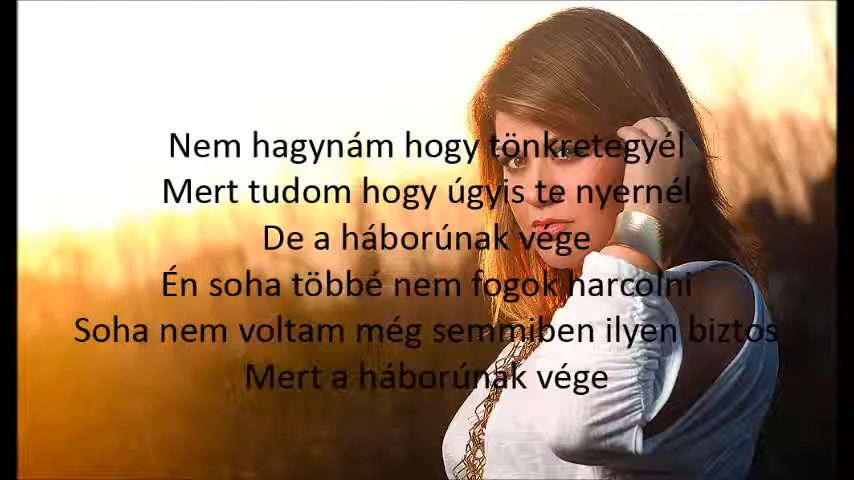 Nem hagynám hogy tönkretegyél
Mert tudom hogy úgyis te nyernél
De a háborúnak vége
Én soha többé nem fogok harcolni
Soha nem voltam még semmiben ilyen biztos
Mert a háborúnak vége